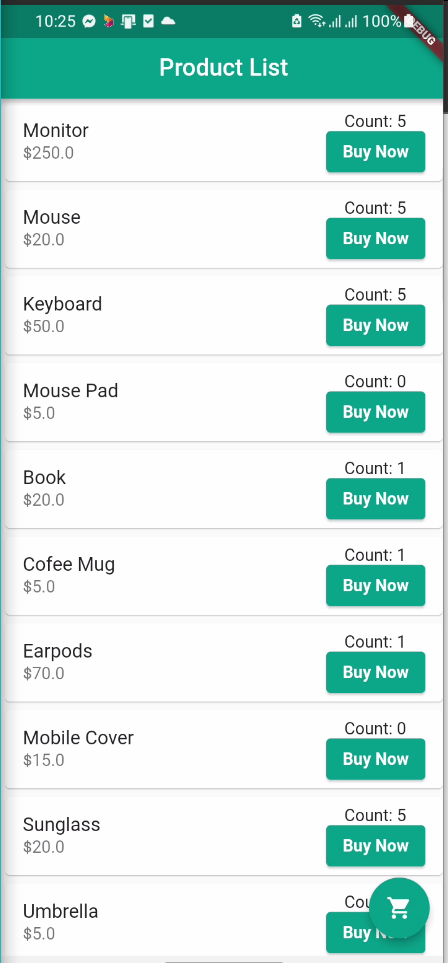 10:25 100%
DEBUG
Product List
Count: 5
Monitor
$250.0
Buy Now
Count: 5
Mouse
$20.0
Buy Now
Count: 5
Keyboard
$50.0
Buy Now
Count: 0
Mouse Pad
$5.0
Buy Now
Count: 1
Book
$20.0
Buy Now
Count: 1
Cofee Mug
$5.0
Buy Now
Count: 1
Earpods
$70.0
Buy Now
Count: 0
Mobile Cover
$15.0
Buy Now
Count: 5
Sunglass
$20.0
Buy Now
Umbrella
$5.0
Buy